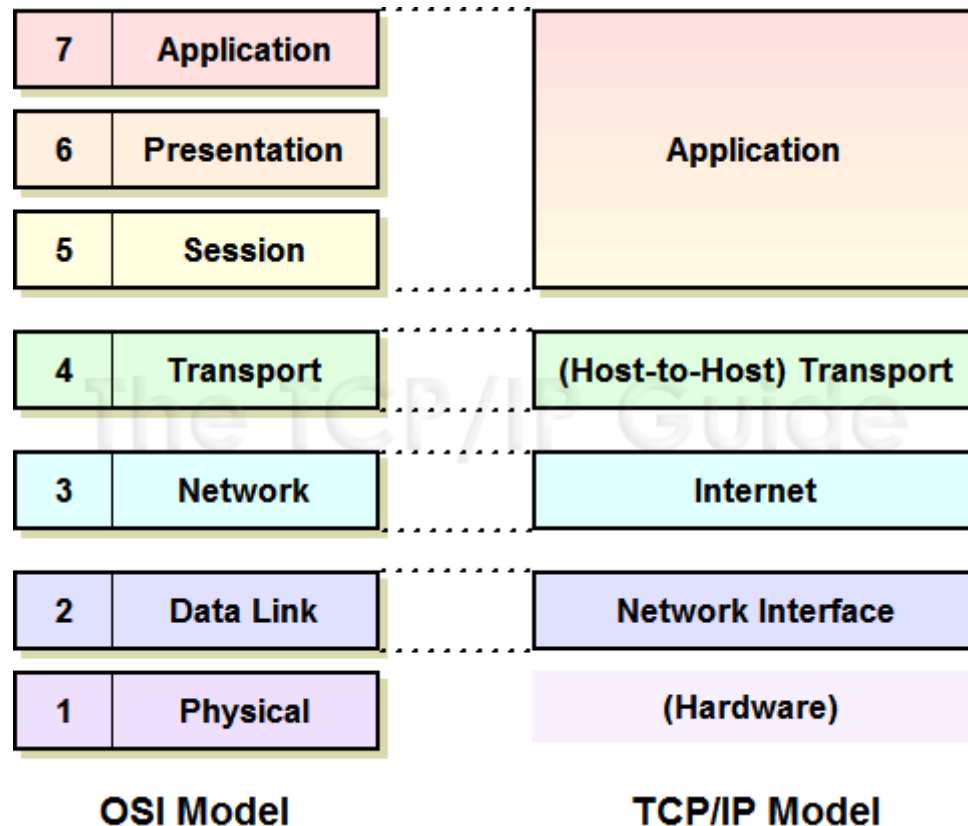 7 Application
6 Presentation
5 Session
4 Transport
3 Network
2 Data Link
1 Physical
OSI Model
Application
(Host-to-Host) Transport
Internet
Network Interface
(Hardware)
TCP/IP Model
The TCP/IP Guide